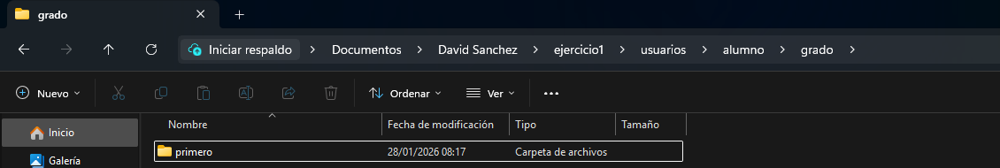 grado
Iniciar respaldo Documentos David Sanchez ejercicio1 usuarios alumno grado
Nuevo Ordenar Ver
Nombre Fecha de modificación Tipo Tamaño
Inicio
primero 28/01/2026 08:17 Carpeta de archivos
Galería